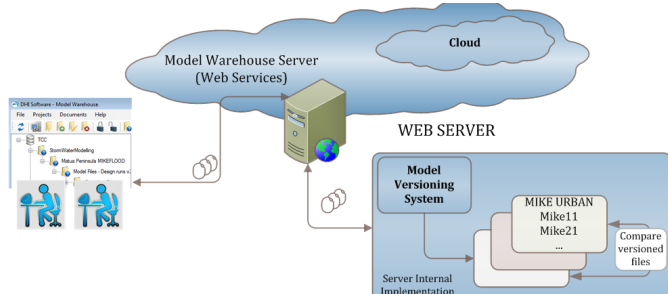 Cloud
Model Warehouse Server
(Web Services)
DHI Software - Model Warehouse
File Projects Documents Help
TCC
StormWaterModelling
Matua Peninsula MIKEFLOOD
Model Files - Design runs
WEB SERVER
Model
Versioning
System
MIKE URBAN
Mike11
Mike21
...
Compare
versioned
files
Server Internal
Implementation